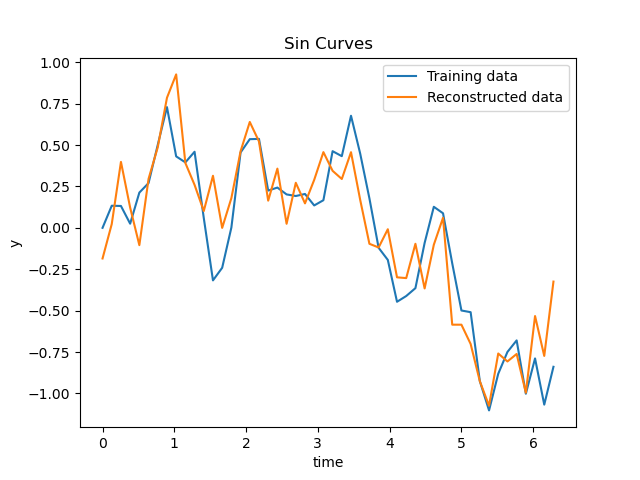 Sin Curves
Training data
Reconstructed data
1.00
0.75
0.50
0.25
0.00
−0.25
−0.50
−0.75
−1.00
y
0 1 2 3 4 5 6
time